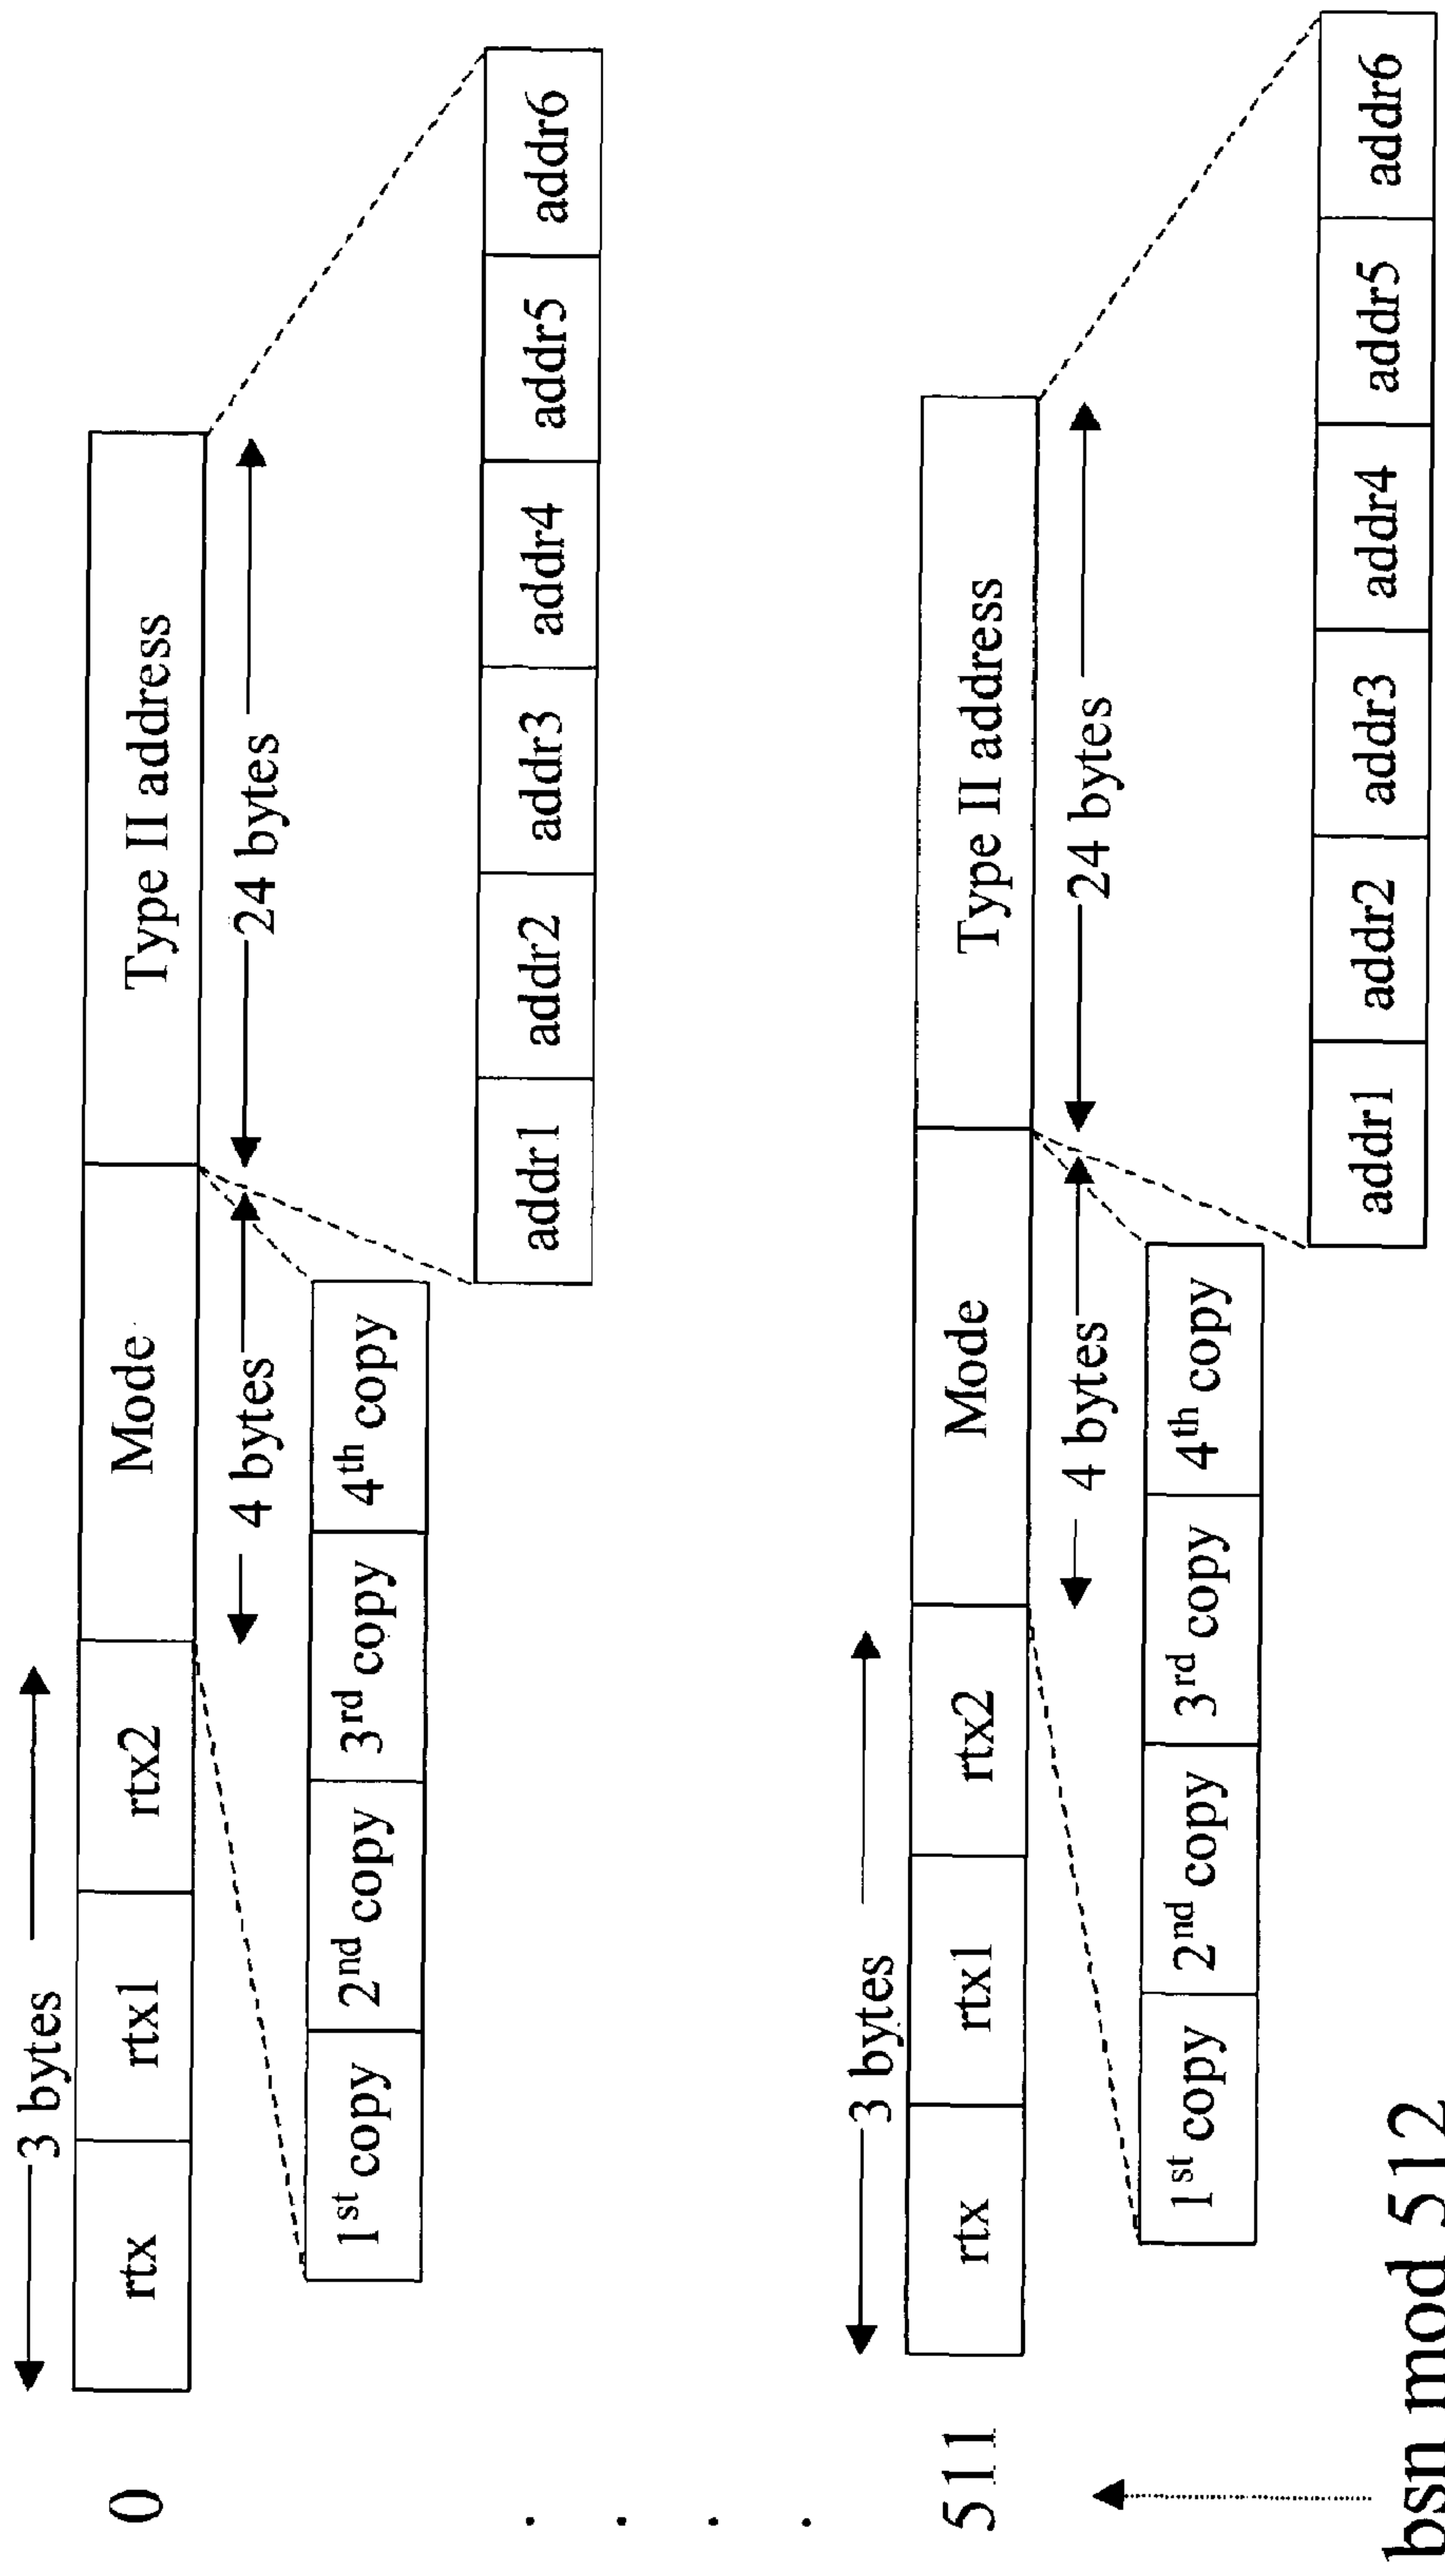 3 bytes
0 rtx rtx1 rtx2 Mode Type II address
4 bytes 24 bytes
1st copy 2nd copy 3rd copy 4th copy
addr1 addr2 addr3 addr4 addr5 addr6
. . . .
3 bytes
511 rtx rtx1 rtx2 Mode Type II address
4 bytes 24 bytes
1st copy 2nd copy 3rd copy 4th copy
addr1 addr2 addr3 addr4 addr5 addr6
bsn mod 512